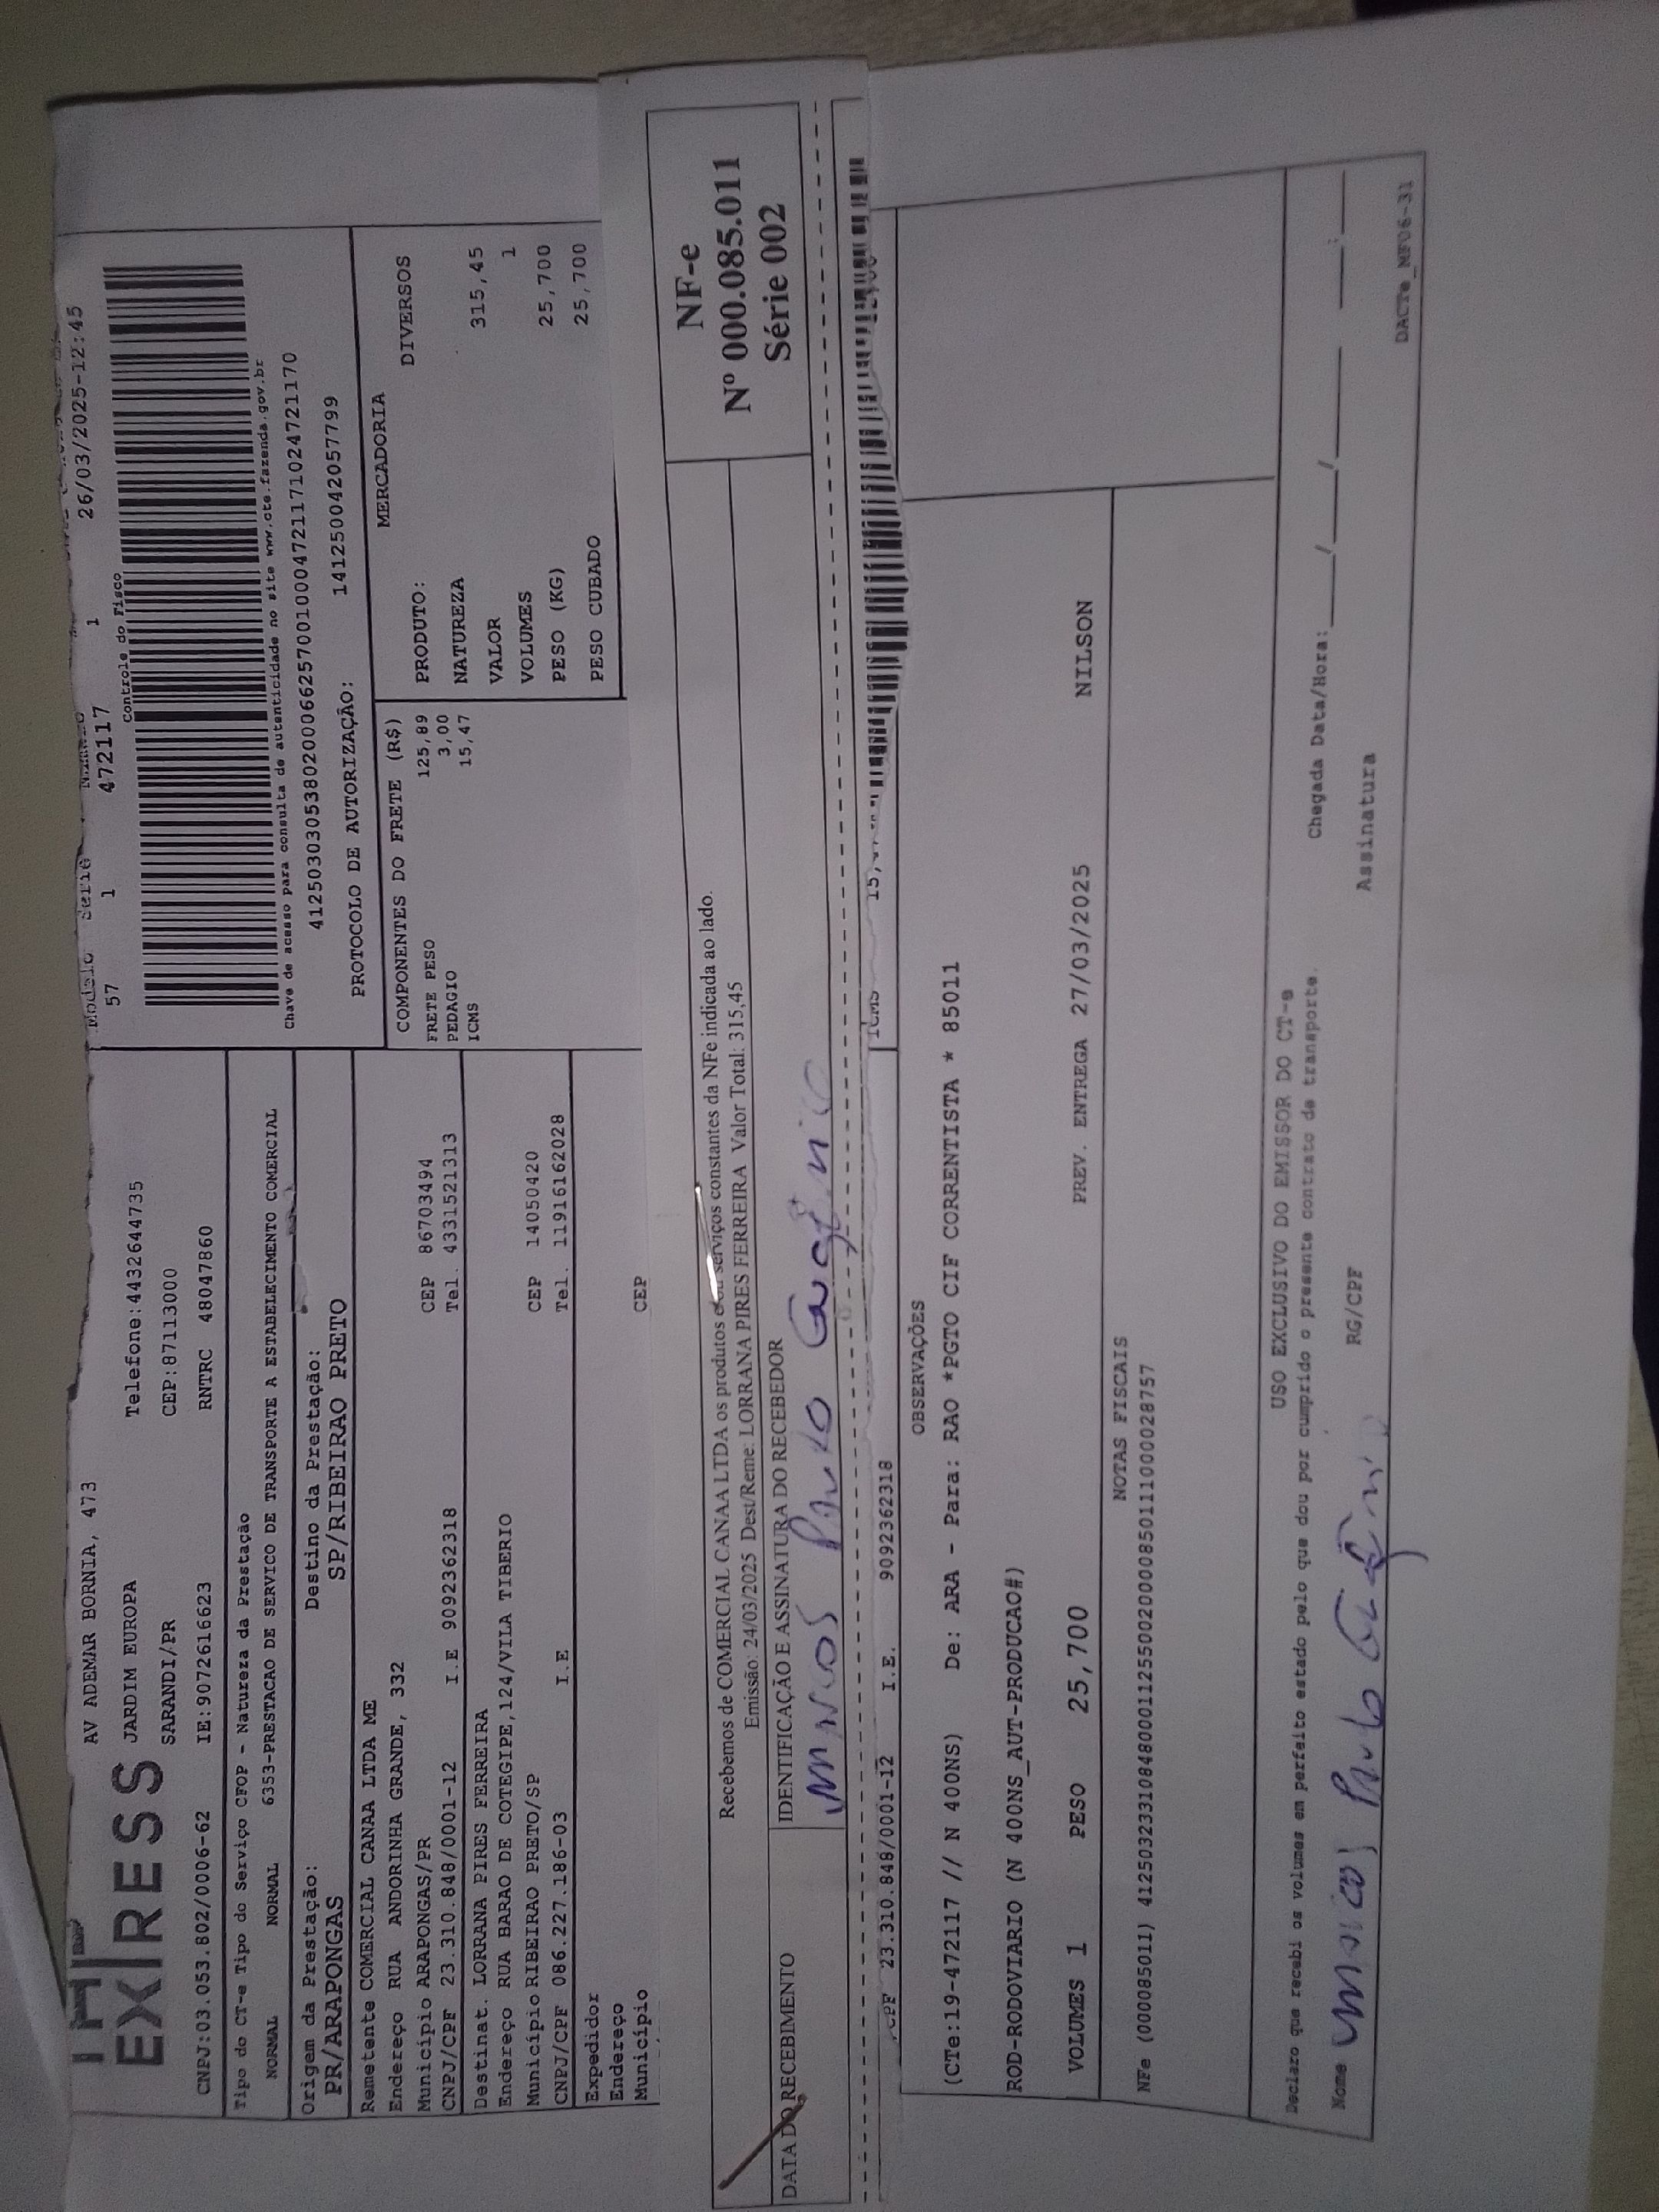 EXPRESS
AV ADEMAR BORNIA, 473
JARDIM EUROPA
Telefone:4432644735
SARANDI/PR
CEP:87113000
CNPJ:03.053.802/0006-62 IE:9072616623 RNTRC 48047860
Modelo Serie Número
57 1 472117 1 26/03/2025-12:45
Controle do Fisco
Chave de acesso para consulta de autenticidade no site www.cte.fazenda.gov.br
41250303053802000662570010004721171024721170
PROTOCOLO DE AUTORIZAÇÃO: 141250042057799
Tipo do CT-e Tipo do Serviço CFOP - Natureza da Prestação
NORMAL NORMAL 6353-PRESTACAO DE SERVICO DE TRANSPORTE A ESTABELECIMENTO COMERCIAL
Origem da Prestação: Destino da Prestação:
PR/ARAPONGAS SP/RIBEIRAO PRETO
Remetente COMERCIAL CANAA LTDA ME
Endereço RUA ANDORINHA GRANDE, 332
Município ARAPONGAS/PR CEP 86703494
CNPJ/CPF 23.310.848/0001-12 I.E 9092362318 Tel. 4331521313
Destinat. LORRANA PIRES FERREIRA
Endereço RUA BARAO DE COTEGIPE,124/VILA TIBERIO
Município RIBEIRAO PRETO/SP CEP 14050420
CNPJ/CPF 086.227.186-03 I.E Tel. 11916162028
Expedidor
Endereço
Município CEP
COMPONENTES DO FRETE (R$)
FRETE PESO 125,89
PEDAGIO 3,00
ICMS 15,47
MERCADORIA
PRODUTO: DIVERSOS
NATUREZA
VALOR 315,45
VOLUMES 1
PESO (KG) 25,700
PESO CUBADO 25,700
Recebemos de COMERCIAL CANAA LTDA os produtos e/ou serviços constantes da NFe indicada ao lado.
Emissão: 24/03/2025 Dest/Reme: LORRANA PIRES FERREIRA Valor Total: 315,45
DATA DO RECEBIMENTO
IDENTIFICAÇÃO E ASSINATURA DO RECEBEDOR
Marcos Paulo
NF-e
Nº 000.085.011
Série 002
CPF 23.310.848/0001-12 I.E. 9092362318 ICMS
OBSERVAÇÕES
(CTe:19-472117 // N 400NS) De: ARA - Para: RAO *PGTO CIF CORRENTISTA * 85011
ROD-RODOVIARIO (N 400NS_AUT-PRODUCAO#)
VOLUMES 1 PESO 25,700 PREV. ENTREGA 27/03/2025 NILSON
NOTAS FISCAIS
NFe (000085011) 41250323310848000112550020000850111000028757
USO EXCLUSIVO DO EMISSOR DO CT-e
Declaro que recebi os volumes em perfeito estado pelo que dou por cumprido o presente contrato de transporte.
Chegada Data/Hora: ____/____/____ ____:____
Nome Marcos Paulo RG/CPF Assinatura
DACTe_MF06-31